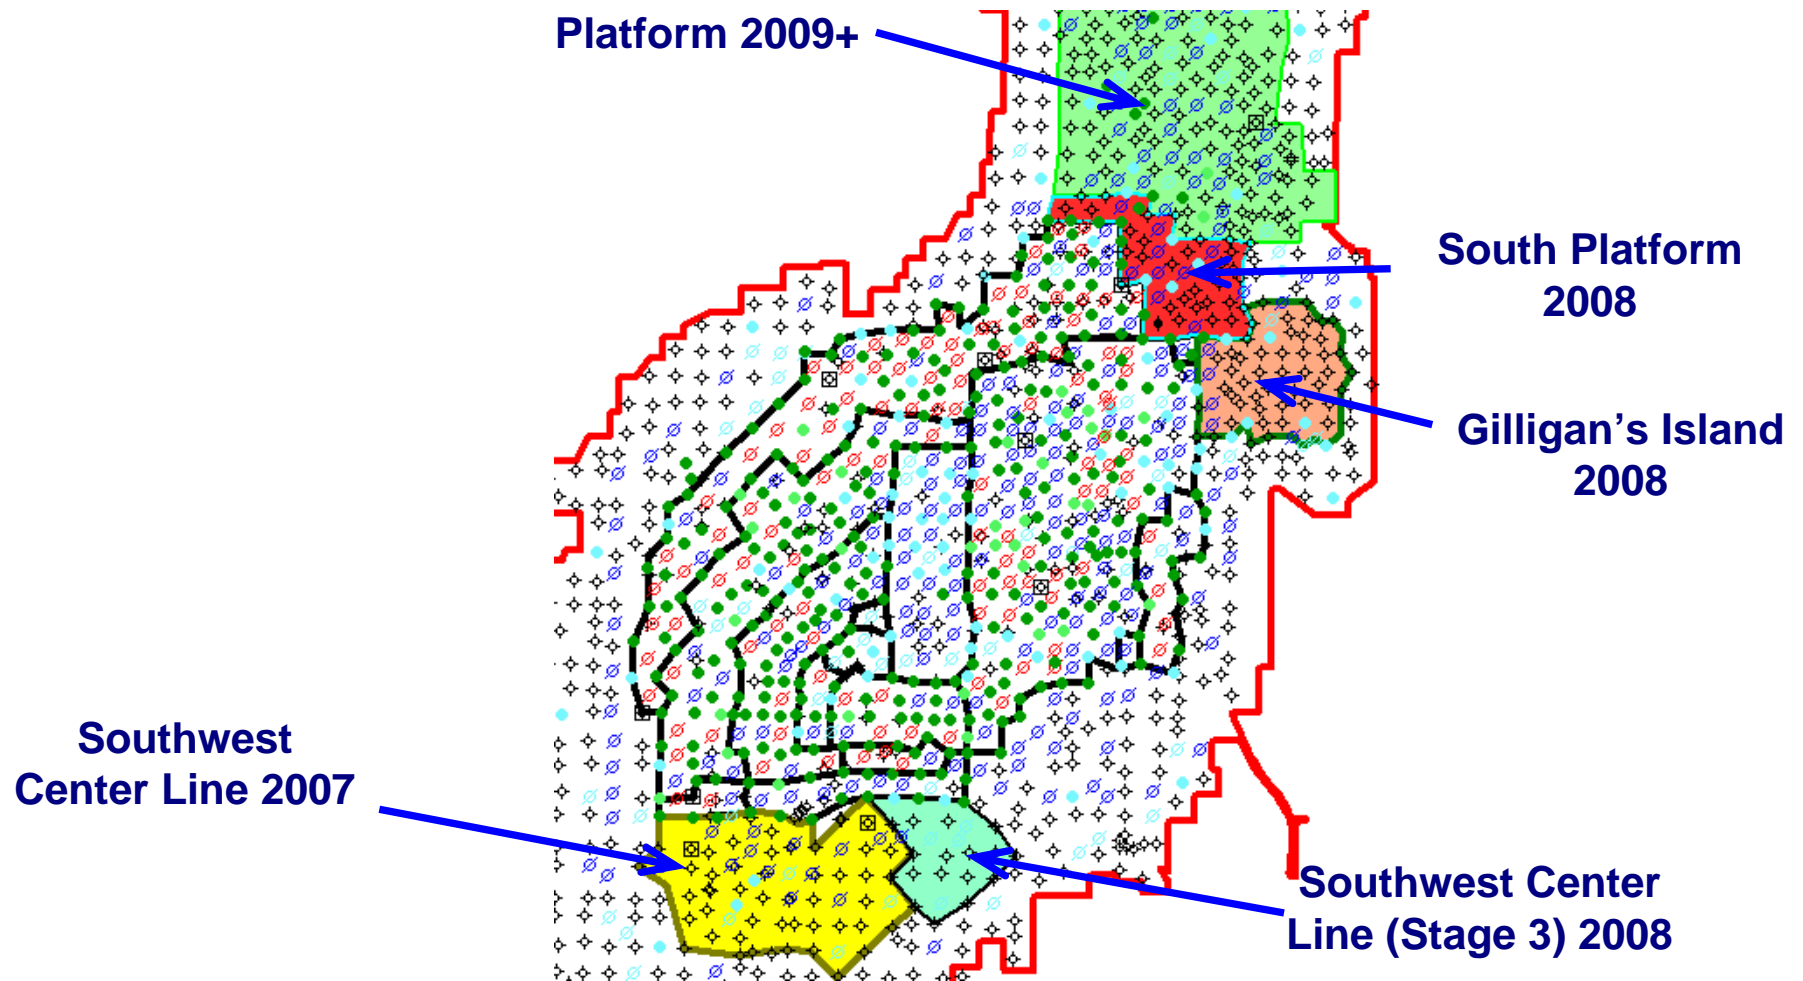 Platform 2009+
South Platform
2008
Gilligan’s Island
2008
Southwest
Center Line 2007
Southwest Center
Line (Stage 3) 2008